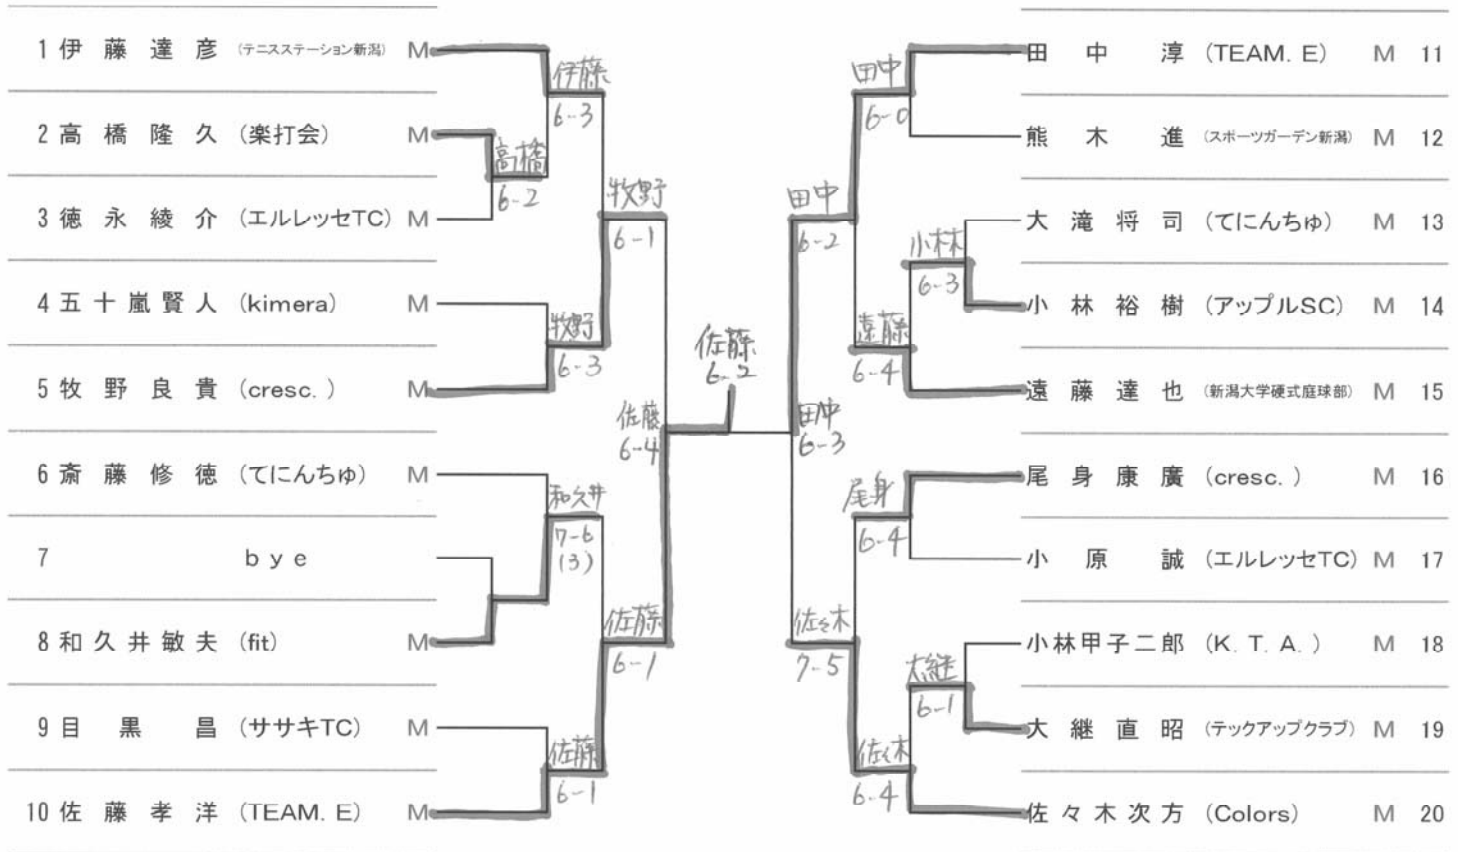 1 伊藤達彦 (テニスステーション新潟) M
2 高橋隆久 (楽打会) M
3 徳永綾介 (エルレッセTC) M
4 五十嵐賢人 (kimera) M
5 牧野良貴 (cresc.) M
6 斎藤修徳 (てにんちゅ) M
7 bye
8 和久井敏夫 (fit) M
9 目黒昌 (ササキTC) M
10 佐藤孝洋 (TEAM. E) M
伊藤
6-3
高橋
6-2
牧野
6-1
牧野
6-3
佐藤
6-4
和久井
7-6
(3)
佐藤
6-1
佐藤
6-1
佐藤
6-2
田中
6-0
田中
6-2
小林
6-3
遠藤
6-4
田中
6-3
尾身
6-4
佐々木
7-5
大継
6-1
佐々木
6-4
田中淳 (TEAM. E) M 11
熊木進 (スポーツガーデン新潟) M 12
大滝将司 (てにんちゅ) M 13
小林裕樹 (アップルSC) M 14
遠藤達也 (新潟大学硬式庭球部) M 15
尾身康廣 (cresc.) M 16
小原誠 (エルレッセTC) M 17
小林甲子二郎 (K. T. A.) M 18
大継直昭 (テックアップクラブ) M 19
佐々木次方 (Colors) M 20